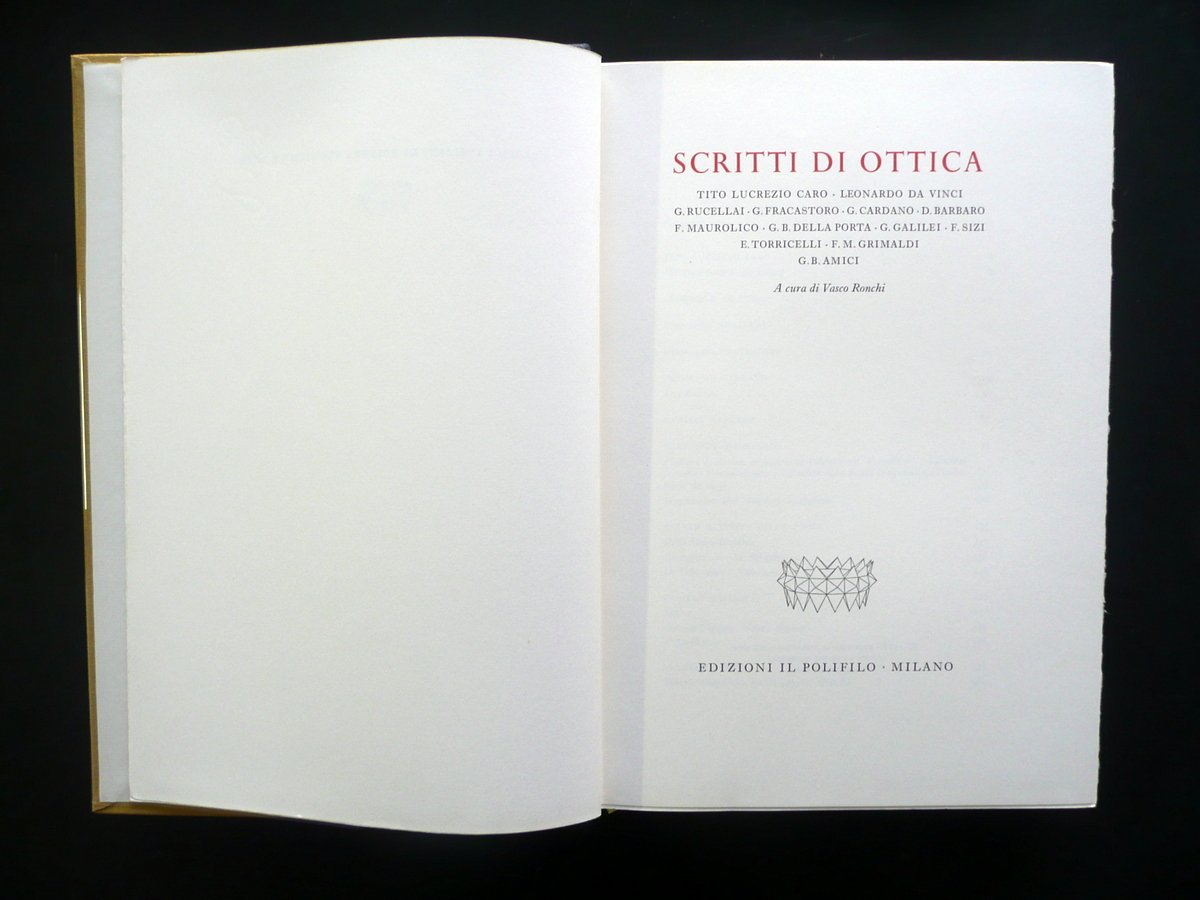 SCRITTI DI OTTICA
TITO LUCREZIO CARO · LEONARDO DA VINCI
G. RUCELLAI · G. FRACASTORO · G. CARDANO · D. BARBARO
F. MAUROLICO · G. B. DELLA PORTA · G. GALILEI · F. SIZI
E. TORRICELLI · F. M. GRIMALDI
G. B. AMICI
A cura di Vasco Ronchi
EDIZIONI IL POLIFILO · MILANO